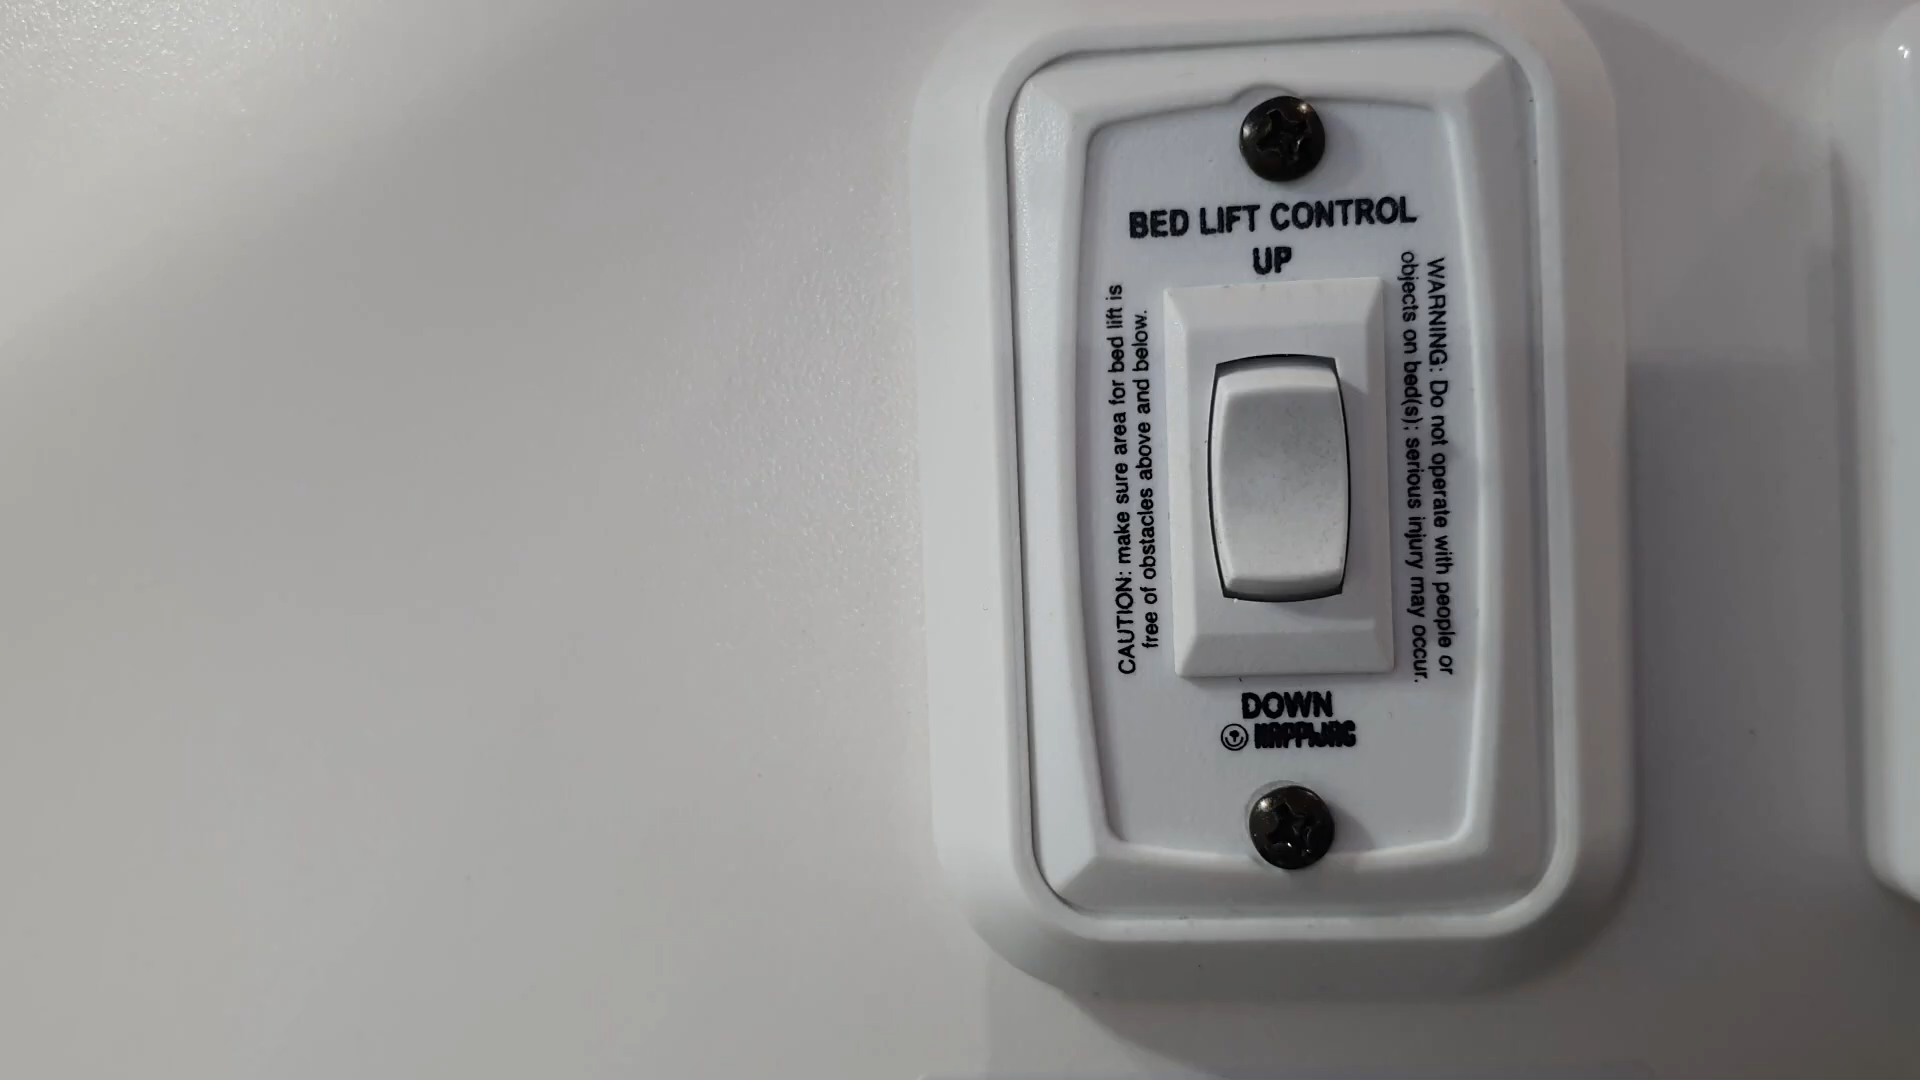 BED LIFT CONTROL
UP
CAUTION: make sure area for bed lift is
free of obstacles above and below.
WARNING: Do not operate with people or
objects on bed(s); serious injury may occur.
DOWN
HAPPIJAC